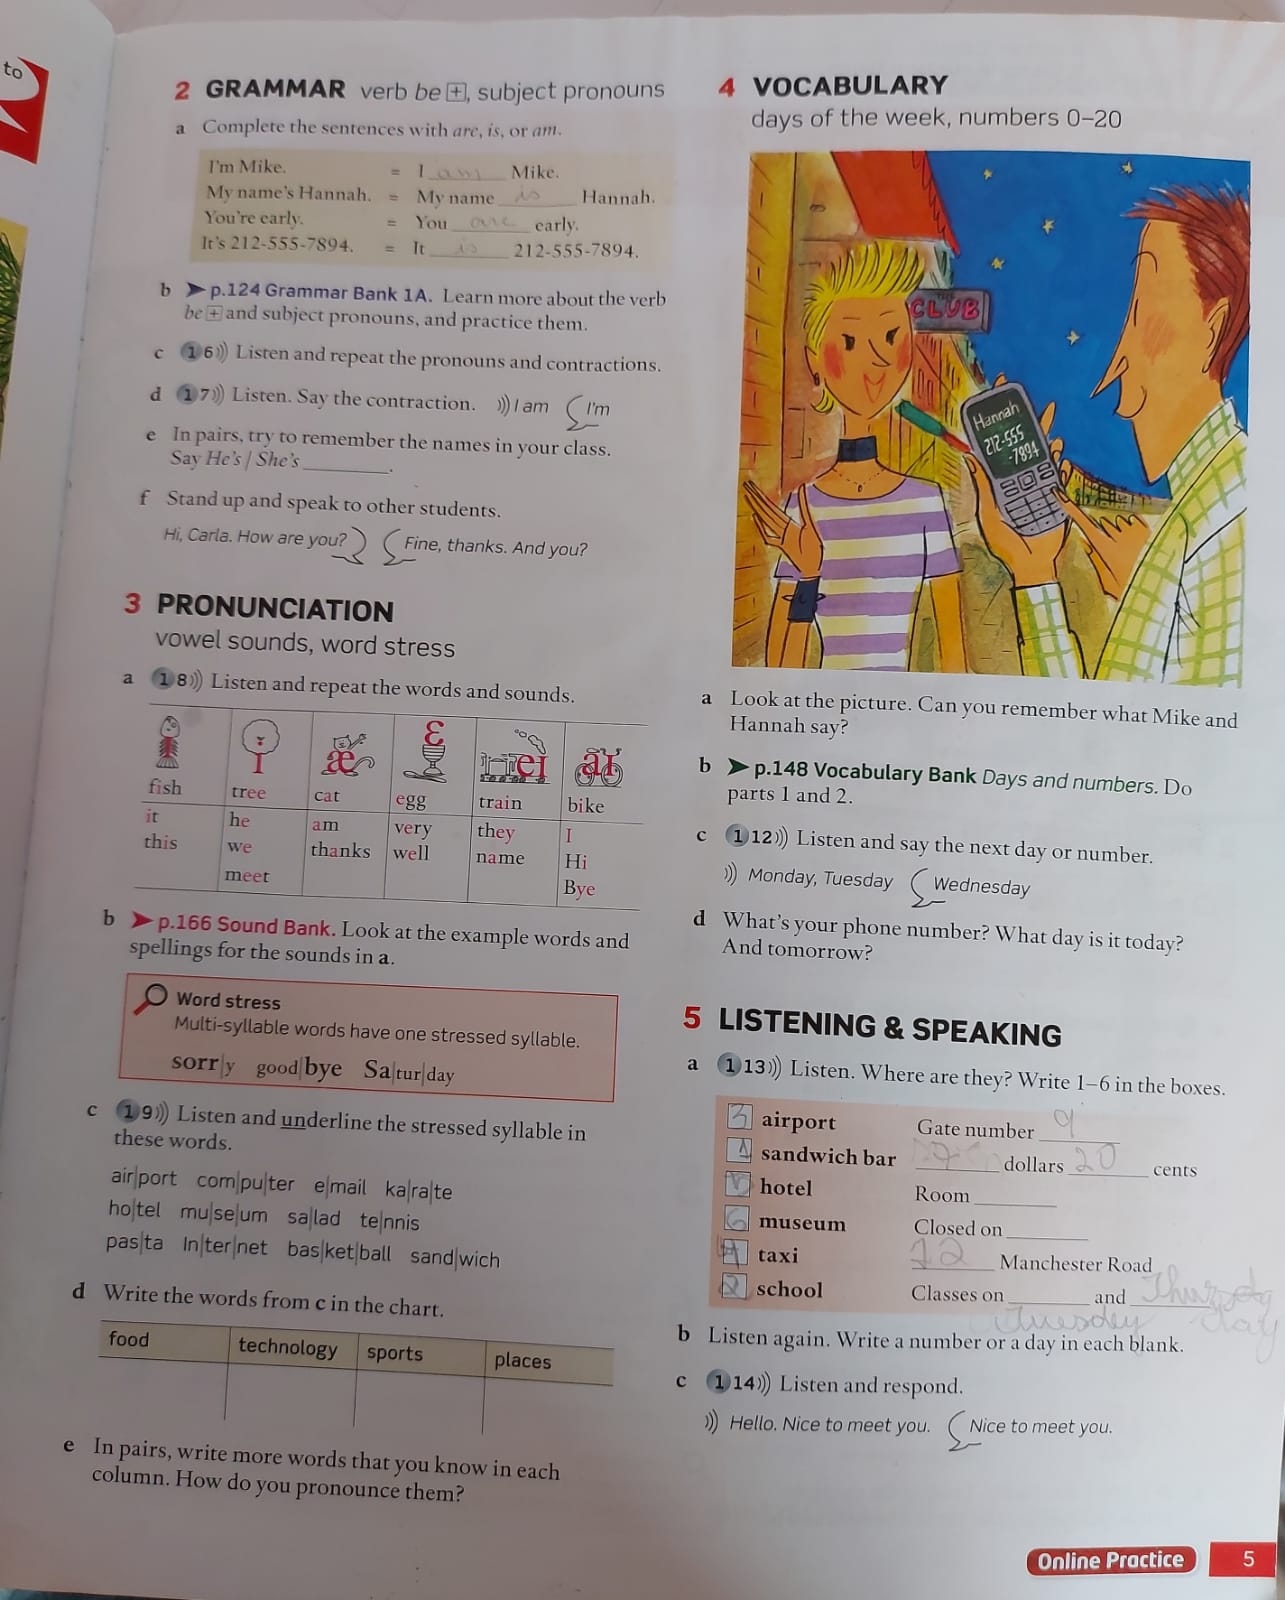 to
2 GRAMMAR verb be +, subject pronouns
a Complete the sentences with are, is, or am.
I'm Mike. = I am Mike.
My name's Hannah. = My name is Hannah.
You're early. = You are early.
It's 212-555-7894. = It is 212-555-7894.
b p.124 Grammar Bank 1A. Learn more about the verb
be + and subject pronouns, and practice them.
c 1 6))) Listen and repeat the pronouns and contractions.
d 1 7))) Listen. Say the contraction. ))) I am I'm
e In pairs, try to remember the names in your class.
Say He's / She's ________.
f Stand up and speak to other students.
Hi, Carla. How are you? Fine, thanks. And you?
3 PRONUNCIATION
vowel sounds, word stress
a 1 8))) Listen and repeat the words and sounds.
ɪ i æ ɛ eɪ aɪ
fish tree cat egg train bike
it he am very they I
this we thanks well name Hi
meet Bye
b p.166 Sound Bank. Look at the example words and
spellings for the sounds in a.
Word stress
Multi-syllable words have one stressed syllable.
sorr|y good|bye Sa|tur|day
c 1 9))) Listen and underline the stressed syllable in
these words.
air|port com|pu|ter e|mail ka|ra|te
ho|tel mu|se|um sa|lad te|nnis
pas|ta In|ter|net bas|ket|ball sand|wich
d Write the words from c in the chart.
food technology sports places
e In pairs, write more words that you know in each
column. How do you pronounce them?
4 VOCABULARY
days of the week, numbers 0–20
CLUB
Hannah
212-555
-7894
a Look at the picture. Can you remember what Mike and
Hannah say?
b p.148 Vocabulary Bank Days and numbers. Do
parts 1 and 2.
c 1 12))) Listen and say the next day or number.
))) Monday, Tuesday Wednesday
d What's your phone number? What day is it today?
And tomorrow?
5 LISTENING & SPEAKING
a 1 13))) Listen. Where are they? Write 1–6 in the boxes.
3 airport Gate number 9
1 sandwich bar ________ dollars 20 cents
hotel Room ________
6 museum Closed on ________
4 taxi 12 Manchester Road
2 school Classes on ________ and ________
Tuesday
b Listen again. Write a number or a day in each blank.
c 1 14))) Listen and respond.
))) Hello. Nice to meet you. Nice to meet you.
Online Practice 5